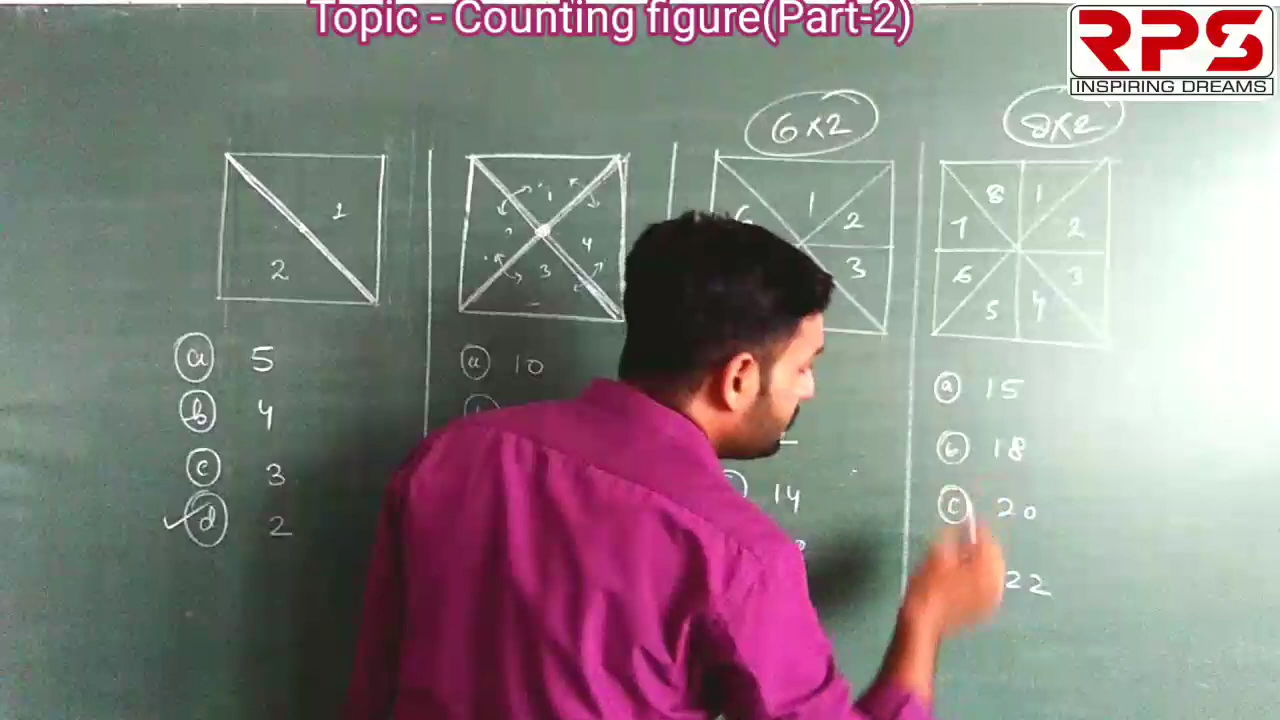 Topic - Counting figure(Part-2)
RPS
INSPIRING DREAMS
6×2
8×2
1
2
1
4
3
1
2
3
6
8
1
7
2
6
3
5
4
a 5
b 4
c 3
d 2
a 10
14
a 15
b 18
c 20
22